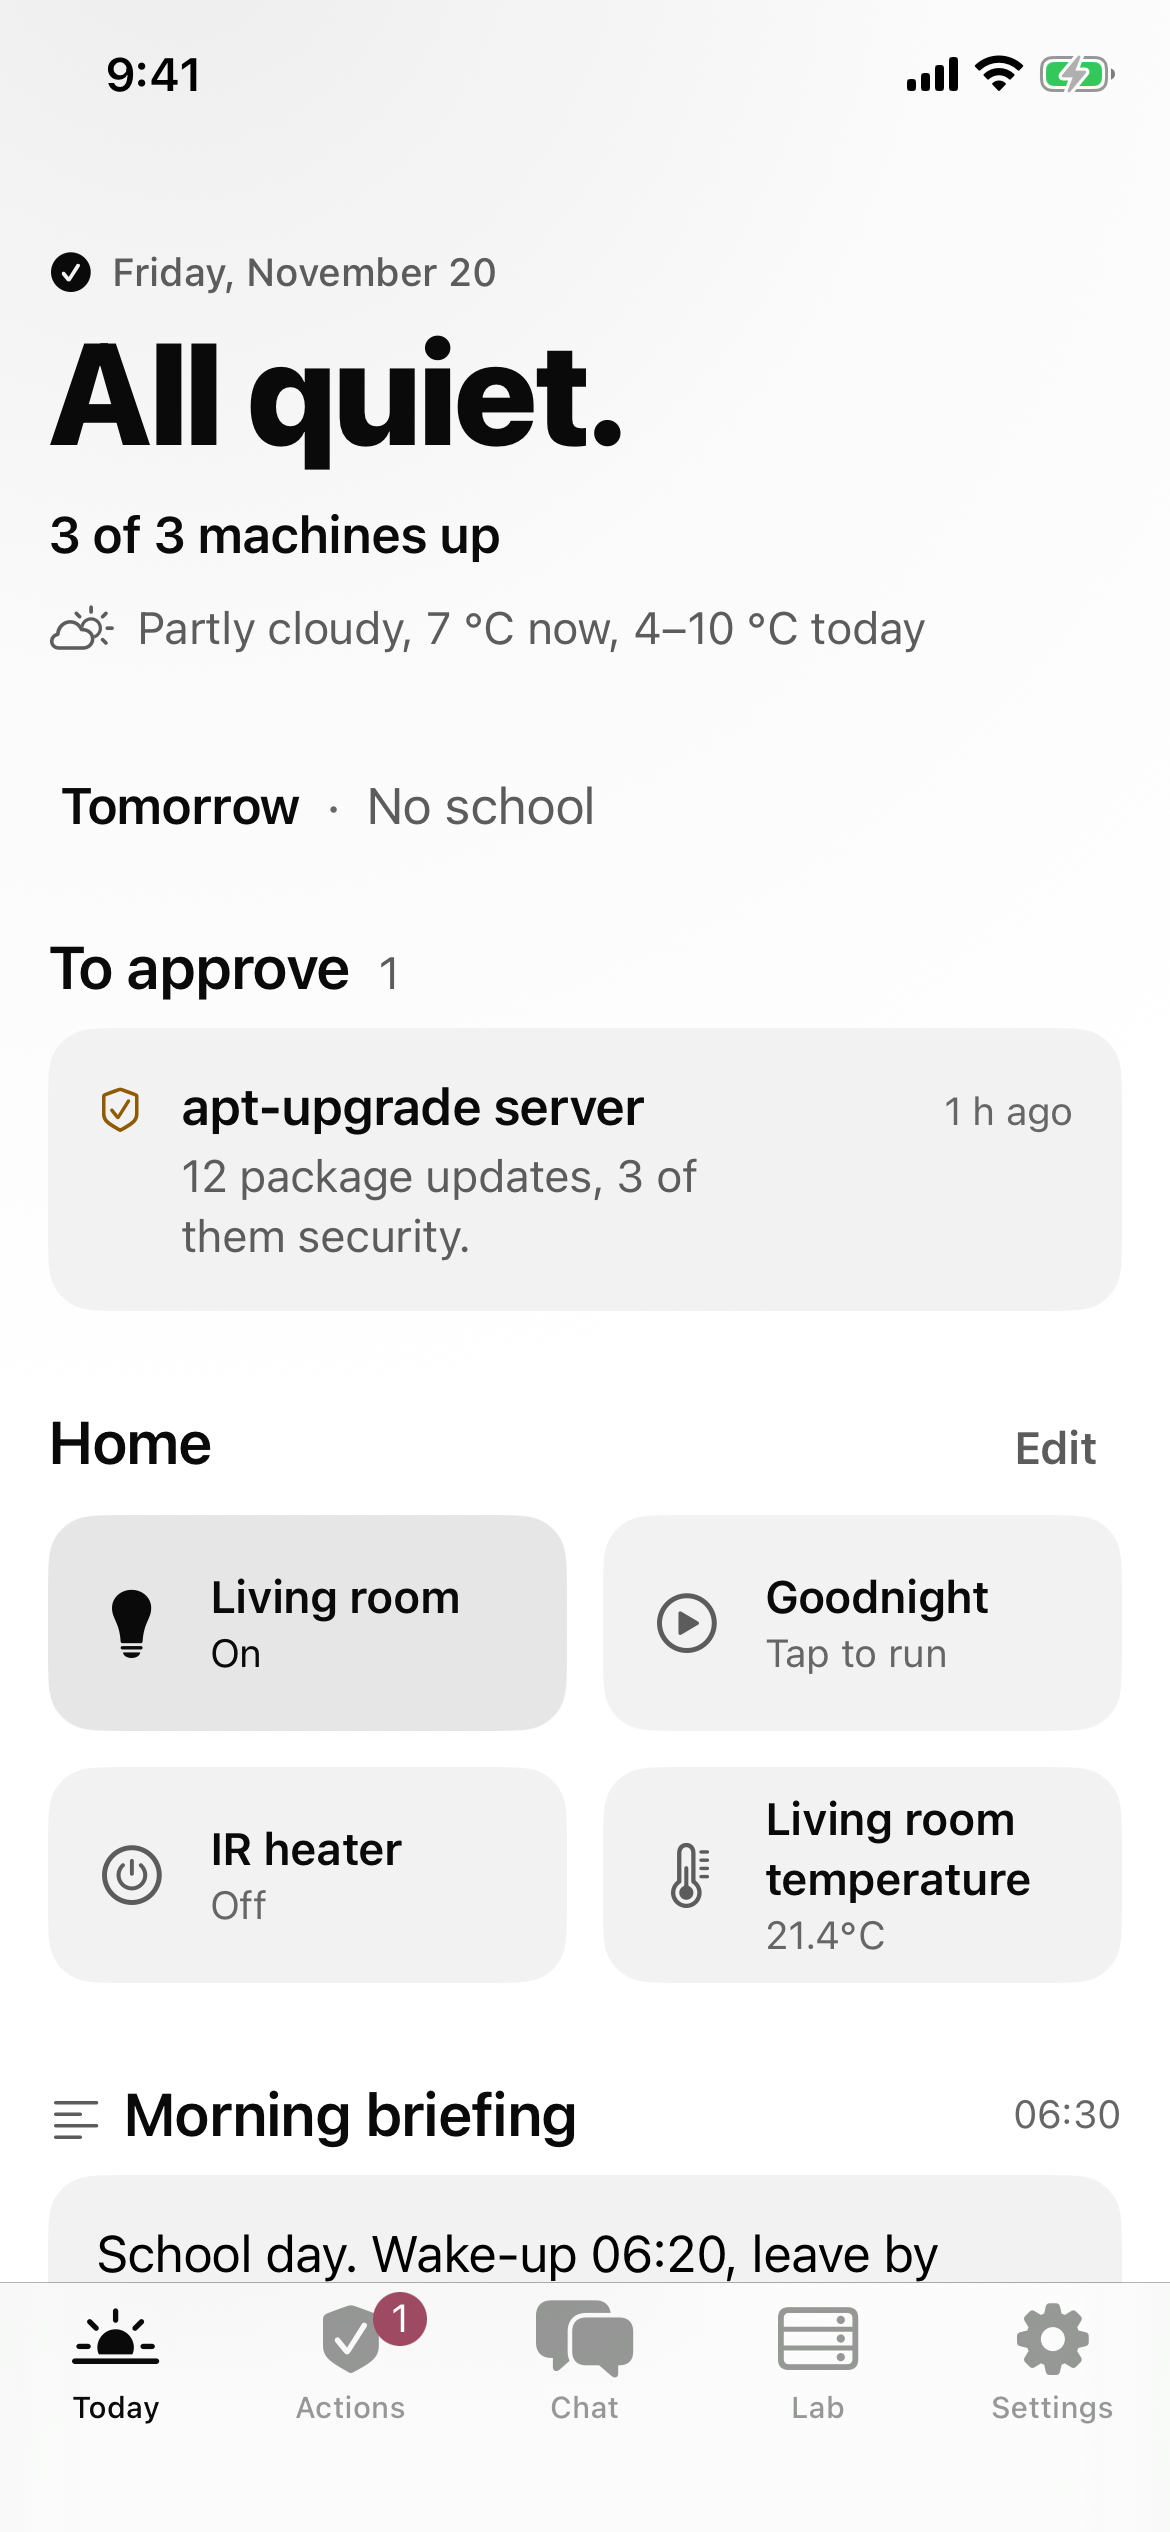 9:41
Friday, November 20
All quiet.
3 of 3 machines up
Partly cloudy, 7 °C now, 4–10 °C today
Tomorrow · No school
To approve 1
apt-upgrade server 1 h ago
12 package updates, 3 of
them security.
Home Edit
Living room
On
Goodnight
Tap to run
IR heater
Off
Living room
temperature
21.4°C
Morning briefing 06:30
School day. Wake-up 06:20, leave by
1
Today Actions Chat Lab Settings